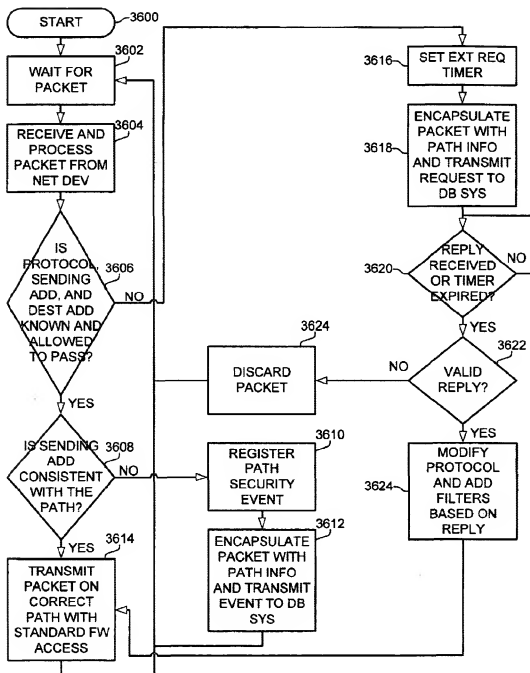 START
3600
WAIT FOR
PACKET
3602
RECEIVE AND
PROCESS
PACKET FROM
NET DEV
3604
IS
PROTOCOL,
SENDING
ADD, AND
DEST ADD
KNOWN AND
ALLOWED
TO PASS?
3606
NO
YES
IS SENDING
ADD
CONSISTENT
WITH THE
PATH?
3608
NO
YES
REGISTER
PATH
SECURITY
EVENT
3610
ENCAPSULATE
PACKET WITH
PATH INFO
AND TRANSMIT
EVENT TO DB
SYS
3612
3614
TRANSMIT
PACKET ON
CORRECT
PATH WITH
STANDARD FW
ACCESS
3616
SET EXT REQ
TIMER
3618
ENCAPSULATE
PACKET WITH
PATH INFO
AND TRANSMIT
REQUEST TO
DB SYS
3620
REPLY
RECEIVED
OR TIMER
EXPIRED?
NO
YES
3622
VALID
REPLY?
NO
YES
3624
DISCARD
PACKET
3624
MODIFY
PROTOCOL
AND ADD
FILTERS
BASED ON
REPLY